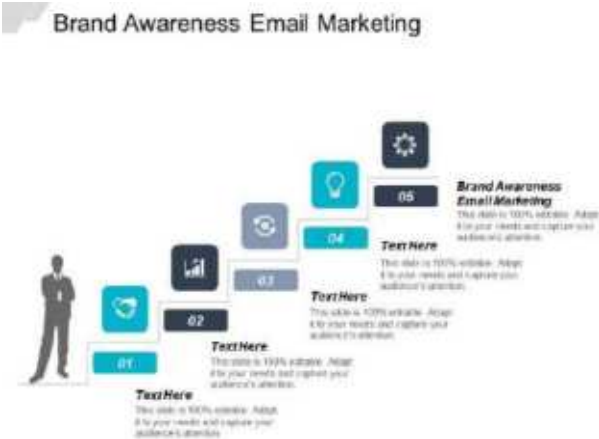 Brand Awareness Email Marketing
05
Brand Awareness
Email Marketing
This slide is 100% editable. Adapt
it to your needs and capture your
audience's attention.
04
Text Here
This slide is 100% editable. Adapt
it to your needs and capture your
audience's attention.
03
Text Here
This slide is 100% editable. Adapt
it to your needs and capture your
audience's attention.
02
Text Here
This slide is 100% editable. Adapt
it to your needs and capture your
audience's attention.
01
Text Here
This slide is 100% editable. Adapt
it to your needs and capture your
audience's attention.